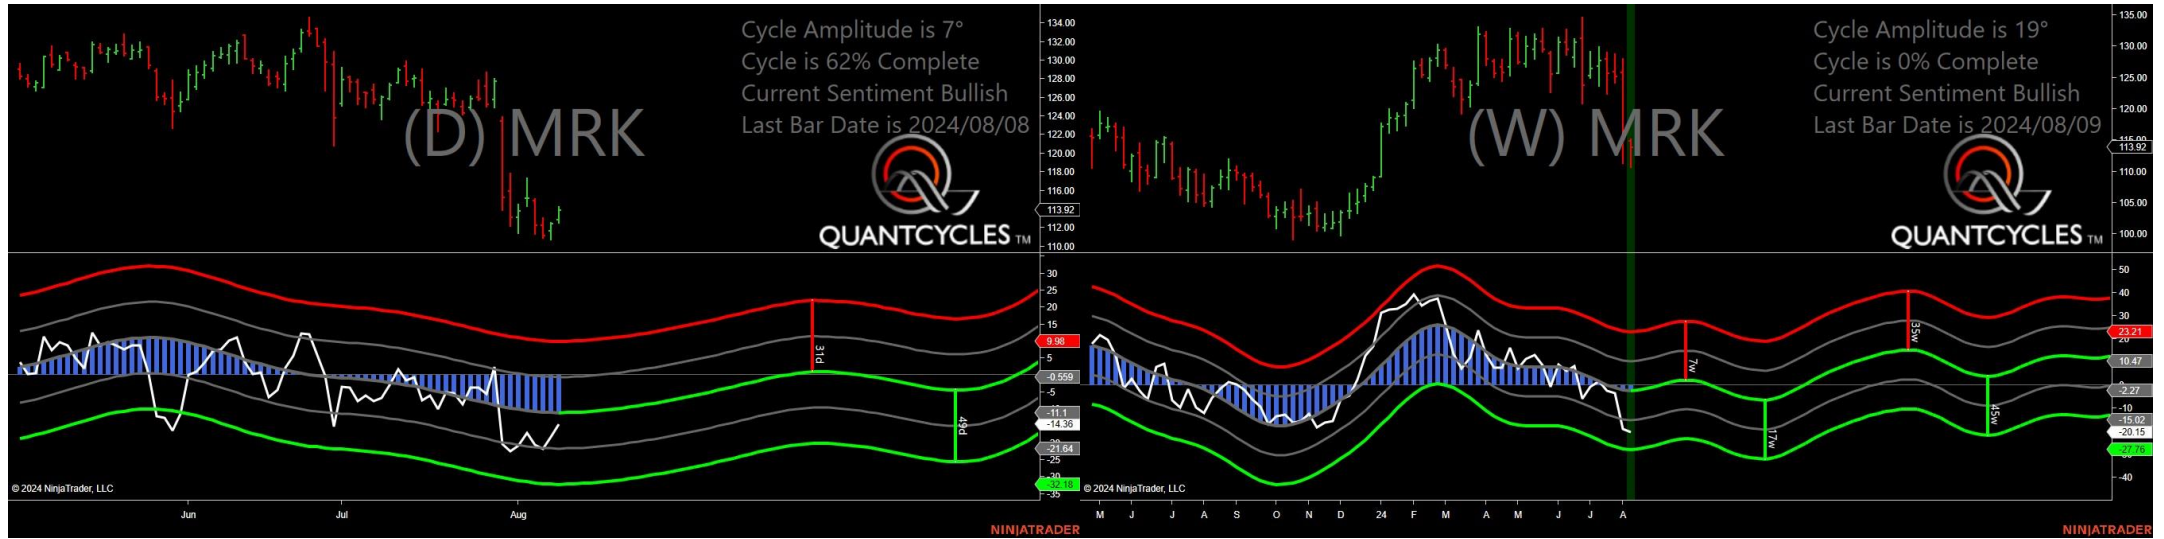 Cycle Amplitude is 7°
Cycle is 62% Complete
Current Sentiment Bullish
Last Bar Date is 2024/08/08
(D) MRK
QUANTCYCLES TM
134.00
132.00
130.00
128.00
126.00
124.00
122.00
120.00
118.00
116.00
113.92
112.00
110.00
30
25
20
15
9.98
5
-0.559
-5
-11.1
-14.36
-21.64
-25
-32.18
-35
31d
49d
© 2024 NinjaTrader, LLC
Jun Jul Aug
NINJATRADER
Cycle Amplitude is 19°
Cycle is 0% Complete
Current Sentiment Bullish
Last Bar Date is 2024/08/09
(W) MRK
QUANTCYCLES TM
135.00
130.00
125.00
120.00
115.00
113.92
110.00
105.00
100.00
50
40
30
23.21
20
10.47
-2.27
-10
-15.02
-20.15
-27.76
-40
7w
17w
35w
45w
© 2024 NinjaTrader, LLC
M J J A S O N D 24 F M A M J J A
NINJATRADER